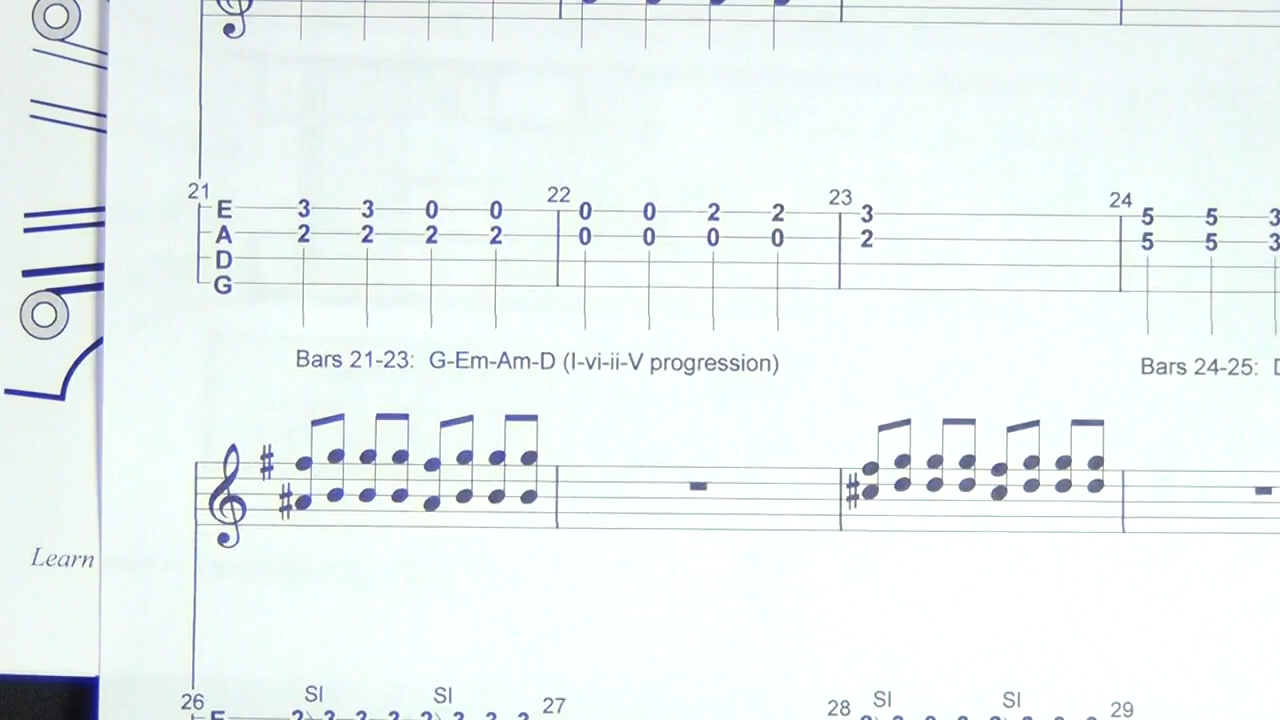 21 22 23 24
E 3 3 0 0 0 0 2 2 3 5 5
A 2 2 2 2 0 0 0 0 2 5 5
D
G
Bars 21-23: G-Em-Am-D (I-vi-ii-V progression) Bars 24-25:
Learn
SI SI SI SI
26 27 28 29